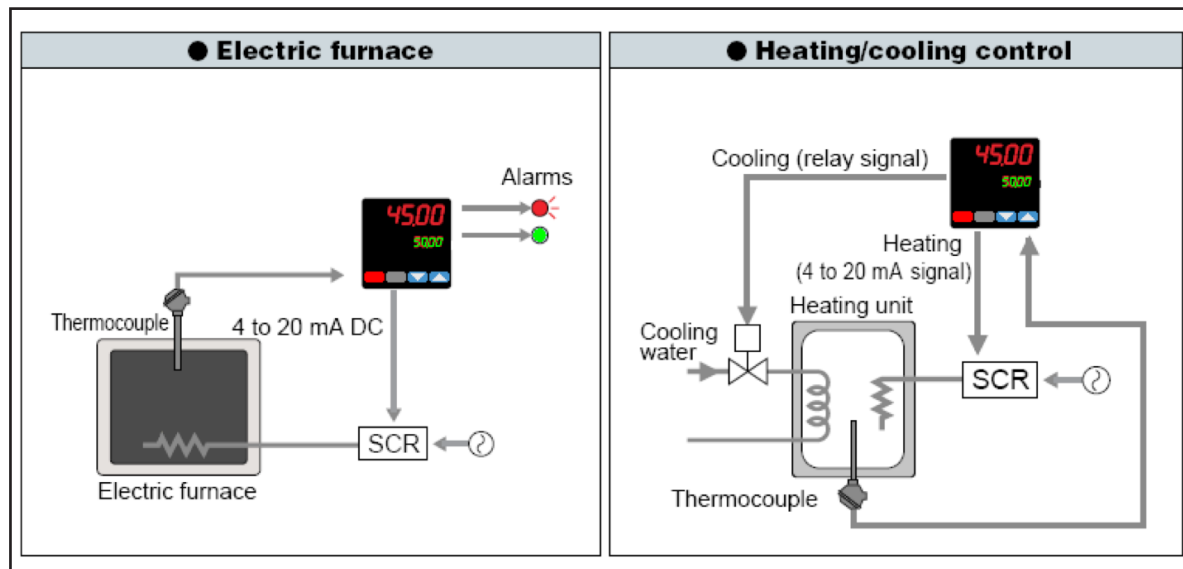 ● Electric furnace
Alarms
45.00
50.00
Thermocouple
4 to 20 mA DC
SCR
Electric furnace
● Heating/cooling control
Cooling (relay signal)
45.00
50.00
Heating
(4 to 20 mA signal)
Heating unit
Cooling
water
SCR
Thermocouple